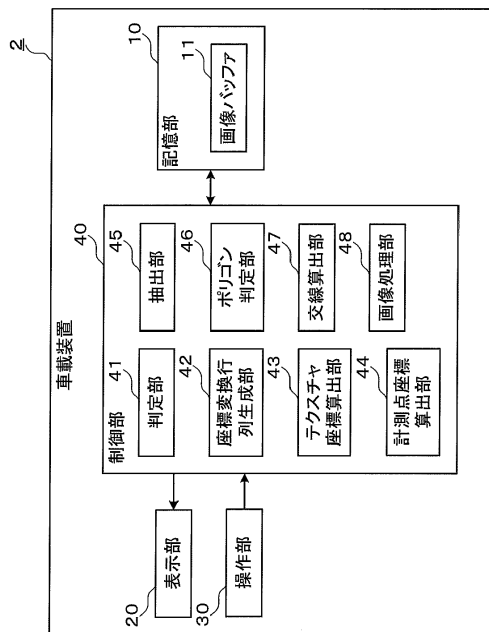 車載装置
2
制御部
40
41
判定部
42
座標変換行
列生成部
43
テクスチャ
座標算出部
44
計測点座標
算出部
45
抽出部
46
ポリゴン
判定部
47
交線算出部
48
画像処理部
10
記憶部
11
画像バッファ
20
表示部
30
操作部